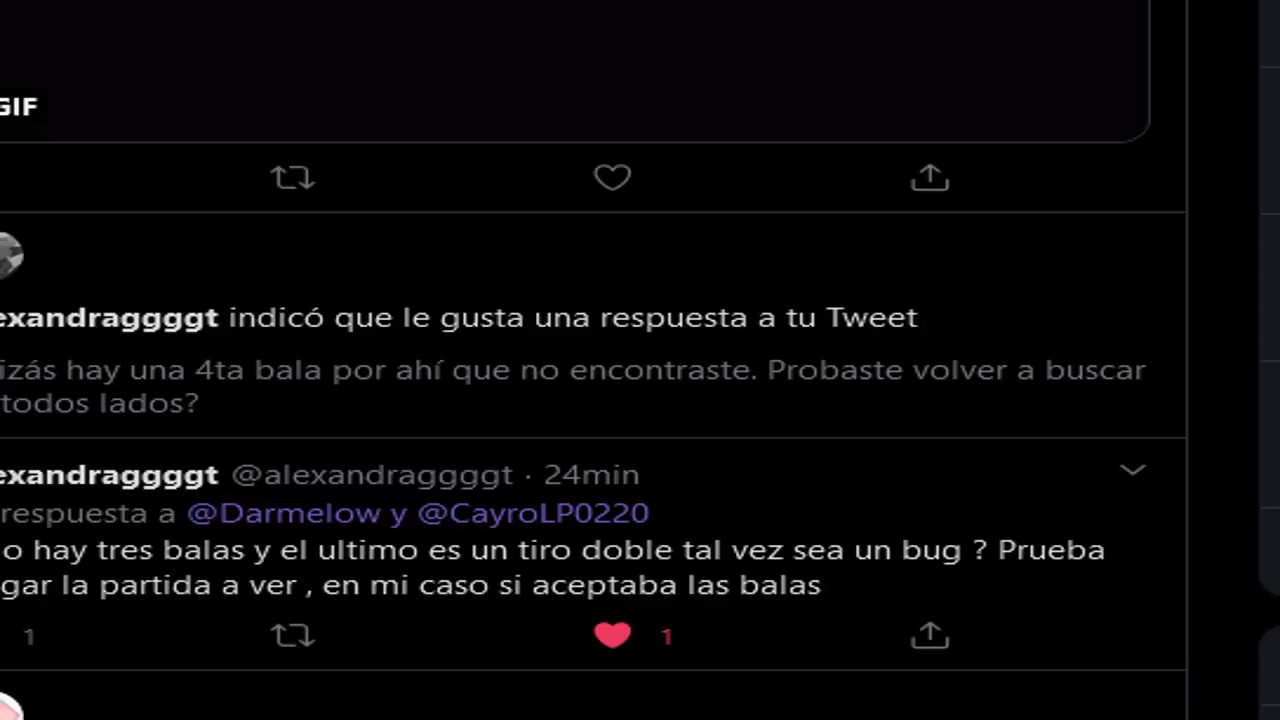 GIF
exandraggggt indicó que le gusta una respuesta a tu Tweet
izás hay una 4ta bala por ahí que no encontraste. Probaste volver a buscar
todos lados?
exandraggggt @alexandraggggt · 24min
respuesta a @Darmelow y @CayroLP0220
o hay tres balas y el ultimo es un tiro doble tal vez sea un bug ? Prueba
gar la partida a ver , en mi caso si aceptaba las balas
1 1